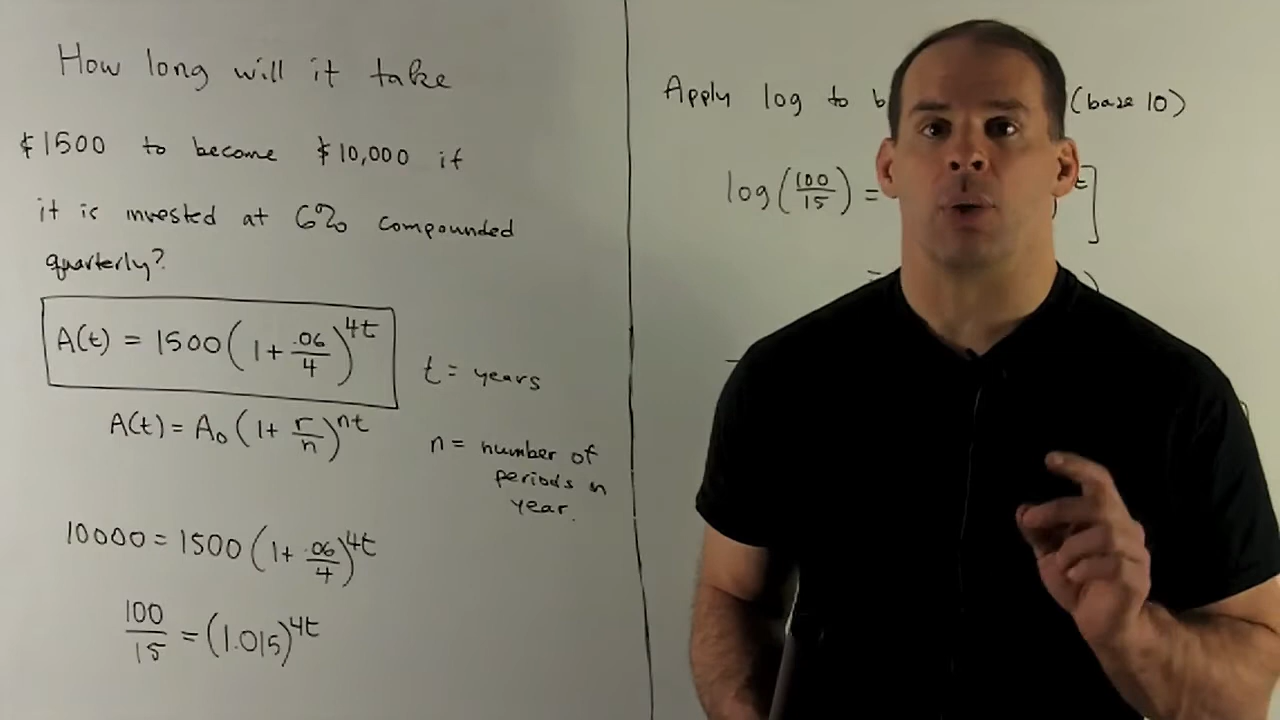 How long will it take
$1500 to become $10,000 if
it is invested at 6% compounded
quarterly?
A(t) = 1500(1+.06/4)^4t
t = years
A(t) = A₀(1+r/n)^nt
n = number of
periods in
year.
10000 = 1500(1+.06/4)^4t
100/15 = (1.015)^4t
Apply log to (base 10)
log(100/15) =